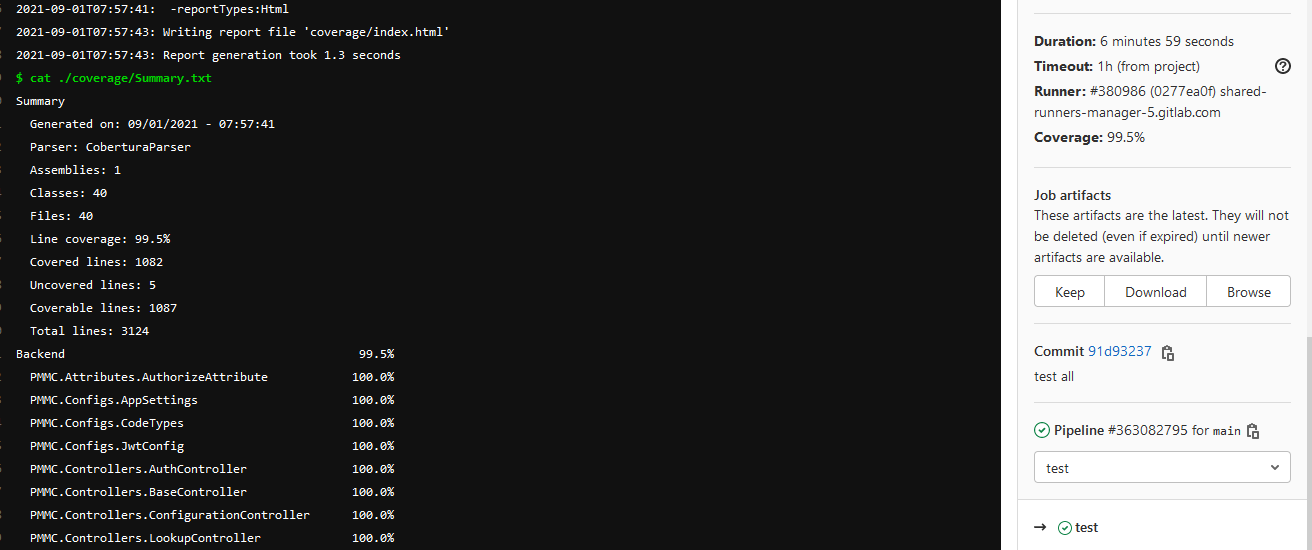 2021-09-01T07:57:41:  -reportTypes:Html
2021-09-01T07:57:43: Writing report file 'coverage/index.html'
2021-09-01T07:57:43: Report generation took 1.3 seconds
$ cat ./coverage/Summary.txt
Summary
Generated on: 09/01/2021 - 07:57:41
Parser: CoberturaParser
Assemblies: 1
Classes: 40
Files: 40
Line coverage: 99.5%
Covered lines: 1082
Uncovered lines: 5
Coverable lines: 1087
Total lines: 3124
Backend 99.5%
PMMC.Attributes.AuthorizeAttribute 100.0%
PMMC.Configs.AppSettings 100.0%
PMMC.Configs.CodeTypes 100.0%
PMMC.Configs.JwtConfig 100.0%
PMMC.Controllers.AuthController 100.0%
PMMC.Controllers.BaseController 100.0%
PMMC.Controllers.ConfigurationController 100.0%
PMMC.Controllers.LookupController 100.0%
Duration: 6 minutes 59 seconds
Timeout: 1h (from project)
Runner: #380986 (0277ea0f) shared-
runners-manager-5.gitlab.com
Coverage: 99.5%
Job artifacts
These artifacts are the latest. They will not
be deleted (even if expired) until newer
artifacts are available.
Keep Download Browse
Commit 91d93237
test all
Pipeline #363082795 for main
test
→ test